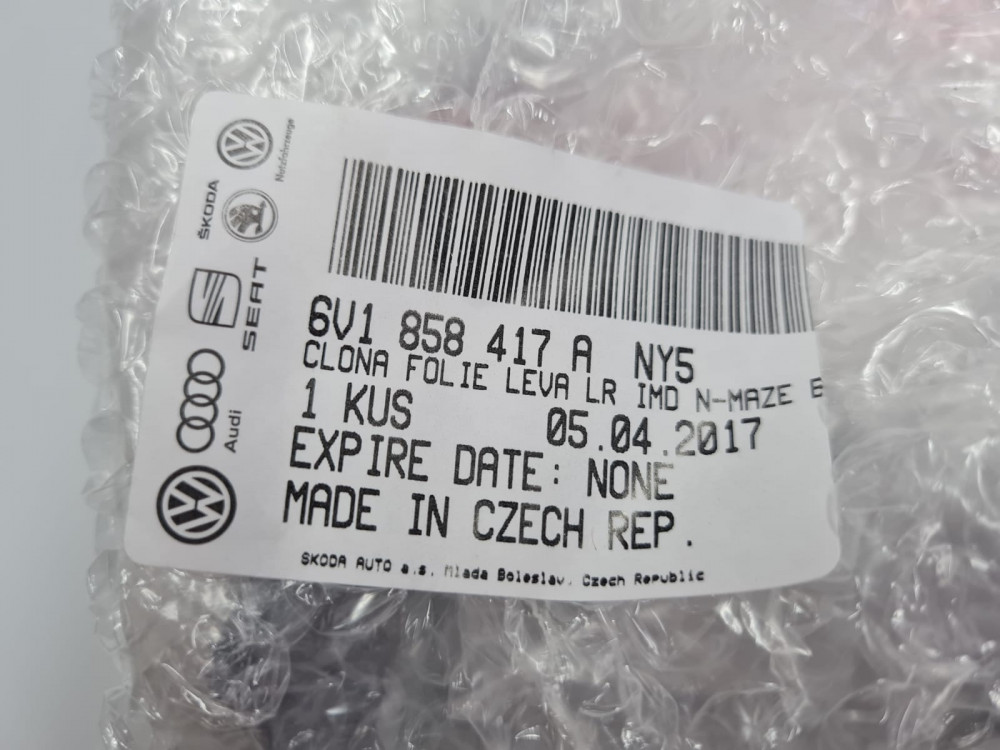 Nutzfahrzeuge
ŠKODA
SEAT
Audi
6V1 858 417 A NY5
CLONA FOLIE LEVA LR IMD N-MAZE
1 KUS 05.04.2017
EXPIRE DATE: NONE
MADE IN CZECH REP.
SKODA AUTO a.s. Mlada Boleslav, Czech Republic